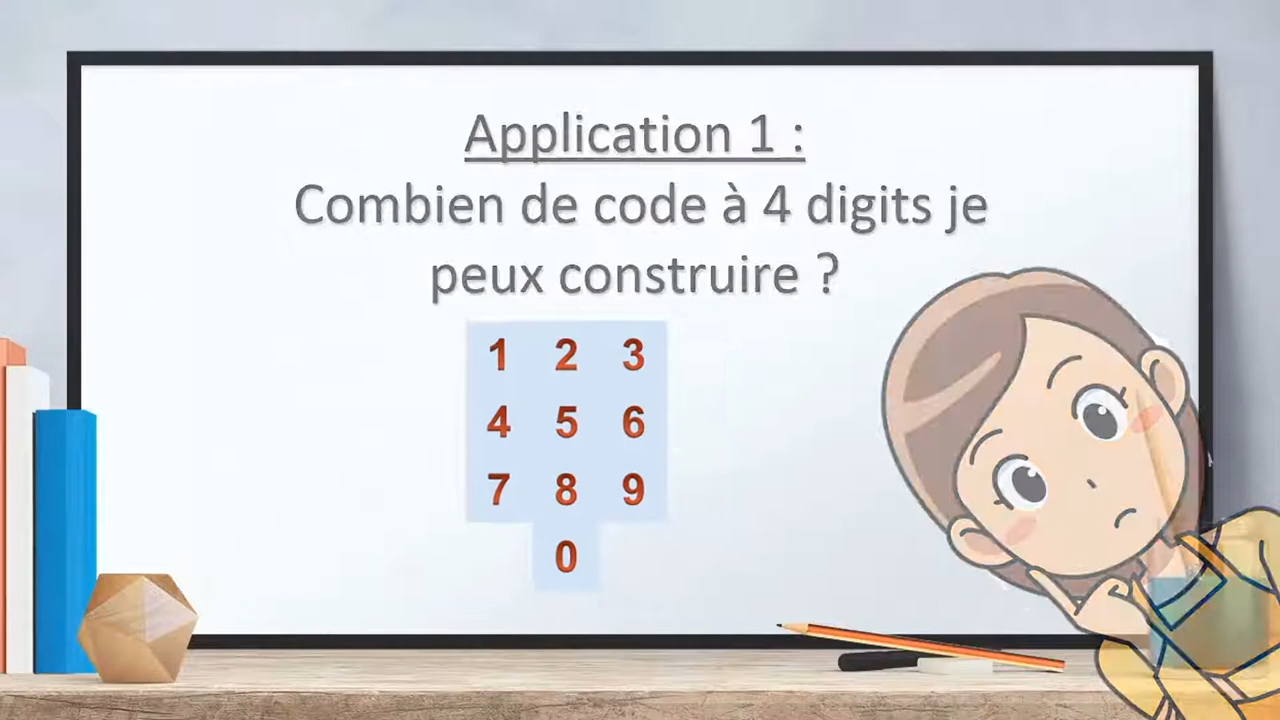 Application 1 :
Combien de code à 4 digits je
peux construire ?
1 2 3
4 5 6
7 8 9
0